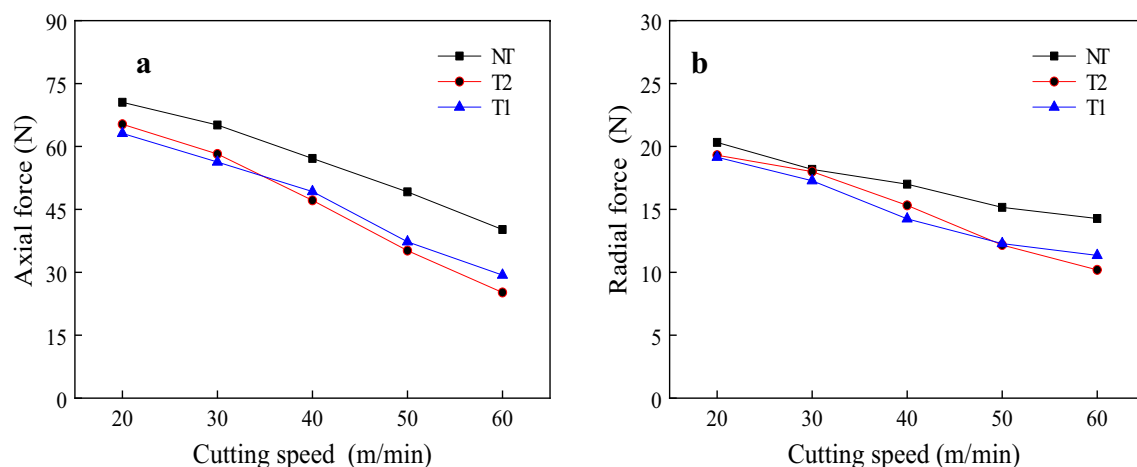 a
NT
T2
T1
90
75
60
45
30
15
0
Axial force (N)
20 30 40 50 60
Cutting speed (m/min)
b
NT
T2
T1
30
25
20
15
10
5
0
Radial force (N)
20 30 40 50 60
Cutting speed (m/min)